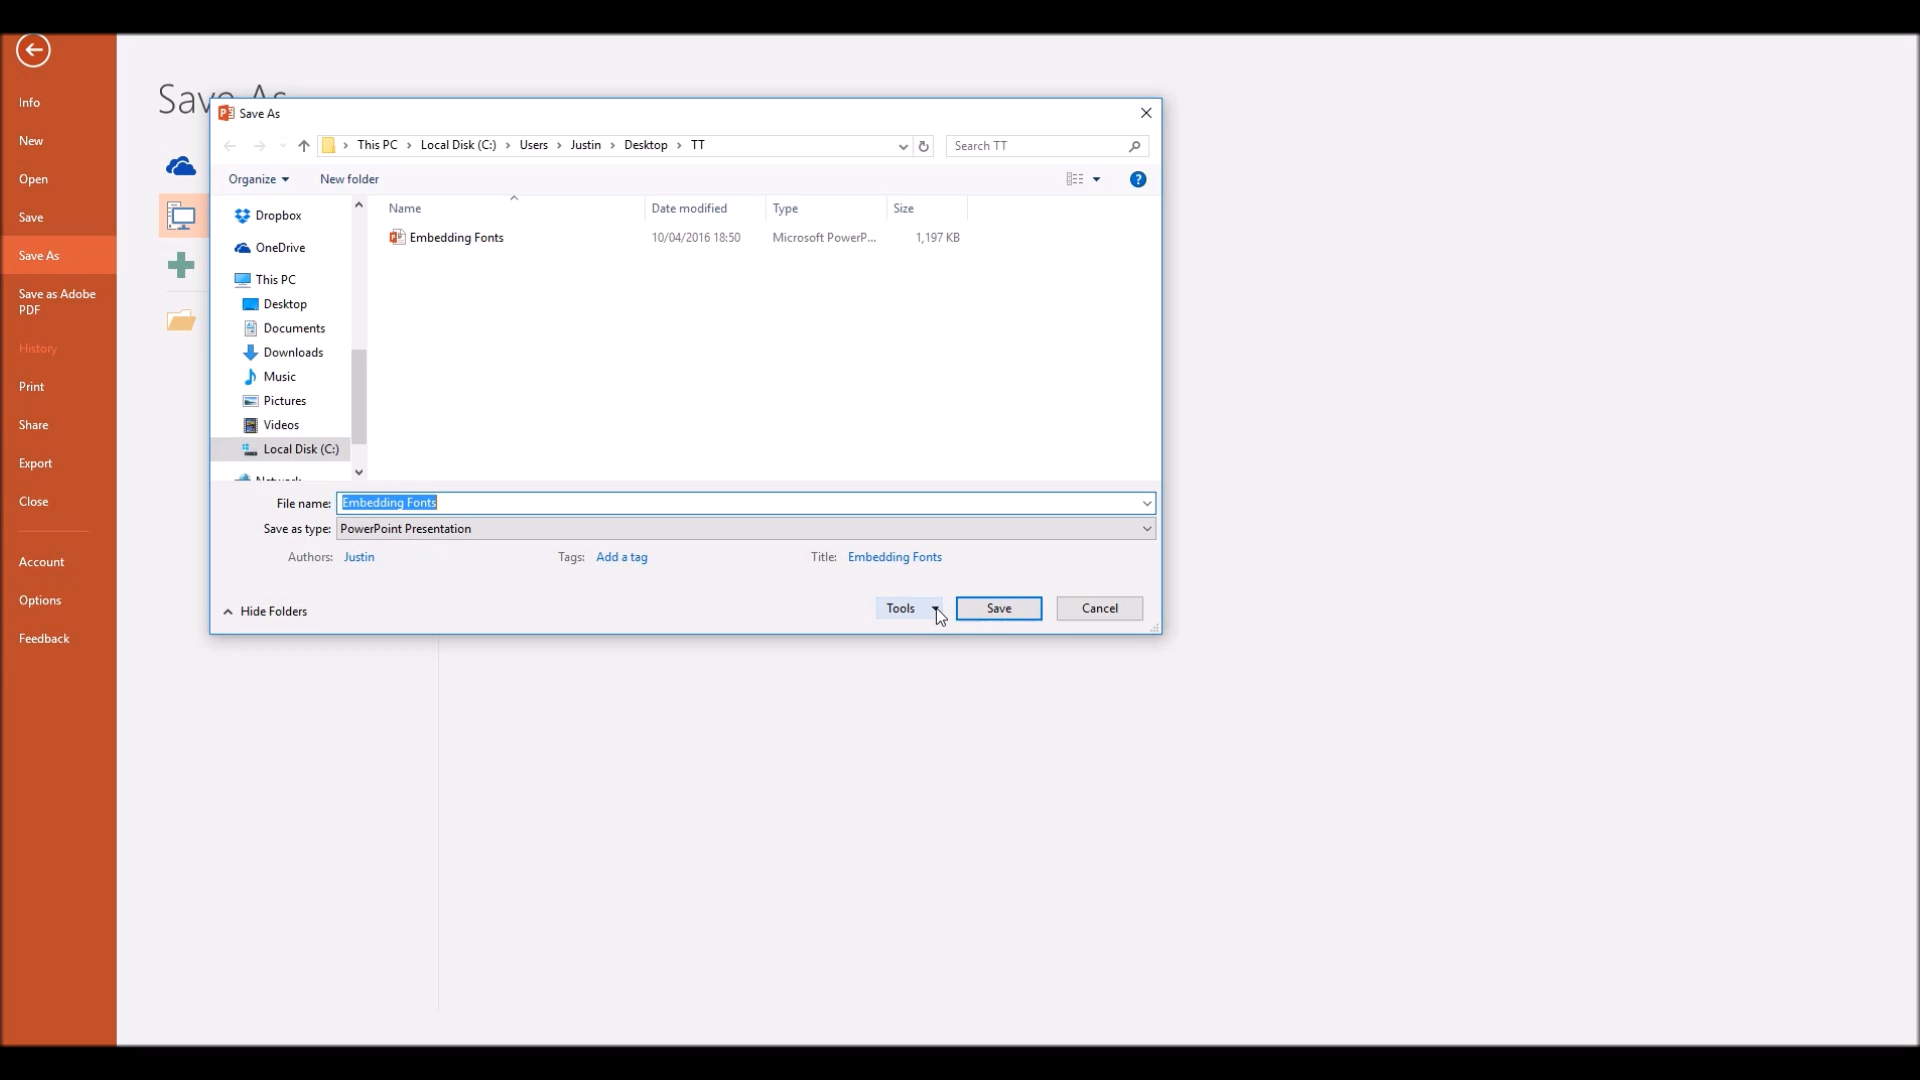 Save As
Info
New
Open
Save
Save As
Save as Adobe
PDF
History
Print
Share
Export
Close
Account
Options
Feedback
Save As
This PC › Local Disk (C:) › Users › Justin › Desktop › TT
Search TT
Organize
New folder
Dropbox
OneDrive
This PC
Desktop
Documents
Downloads
Music
Pictures
Videos
Local Disk (C:)
Network
Name Date modified Type Size
Embedding Fonts 10/04/2016 18:50 Microsoft PowerP... 1,197 KB
File name: Embedding Fonts
Save as type: PowerPoint Presentation
Authors: Justin Tags: Add a tag Title: Embedding Fonts
Hide Folders
Tools
Save
Cancel